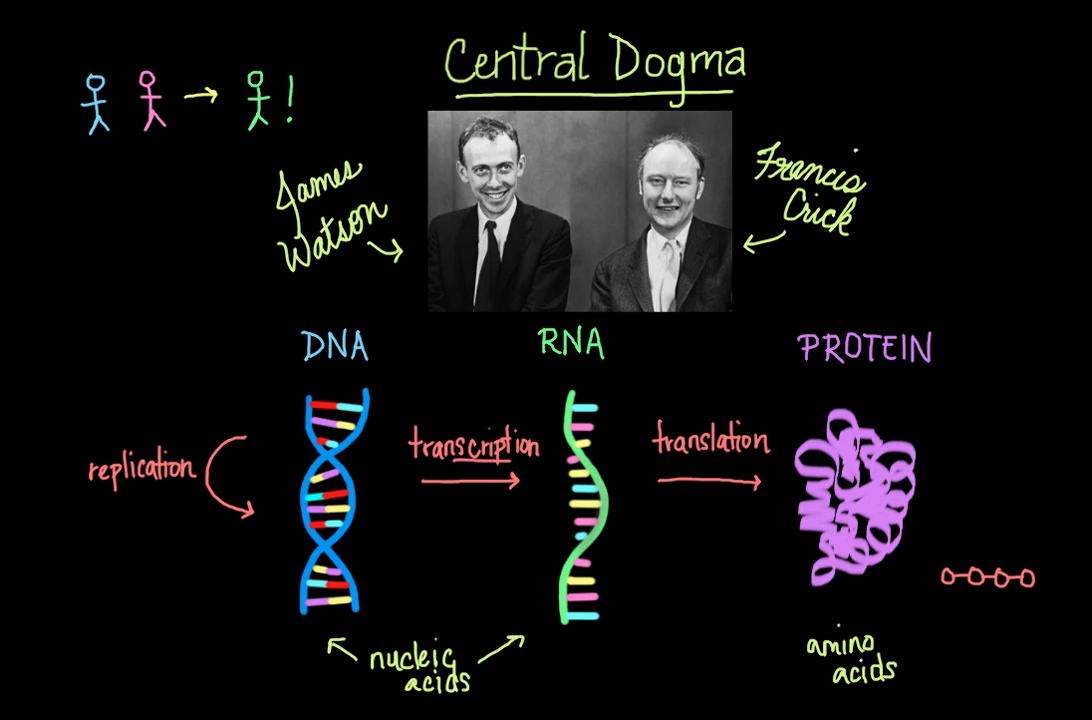 Central Dogma
!
James
Watson
Francis
Crick
DNA
RNA
PROTEIN
replication
transcription
translation
nucleic
acids
amino
acids